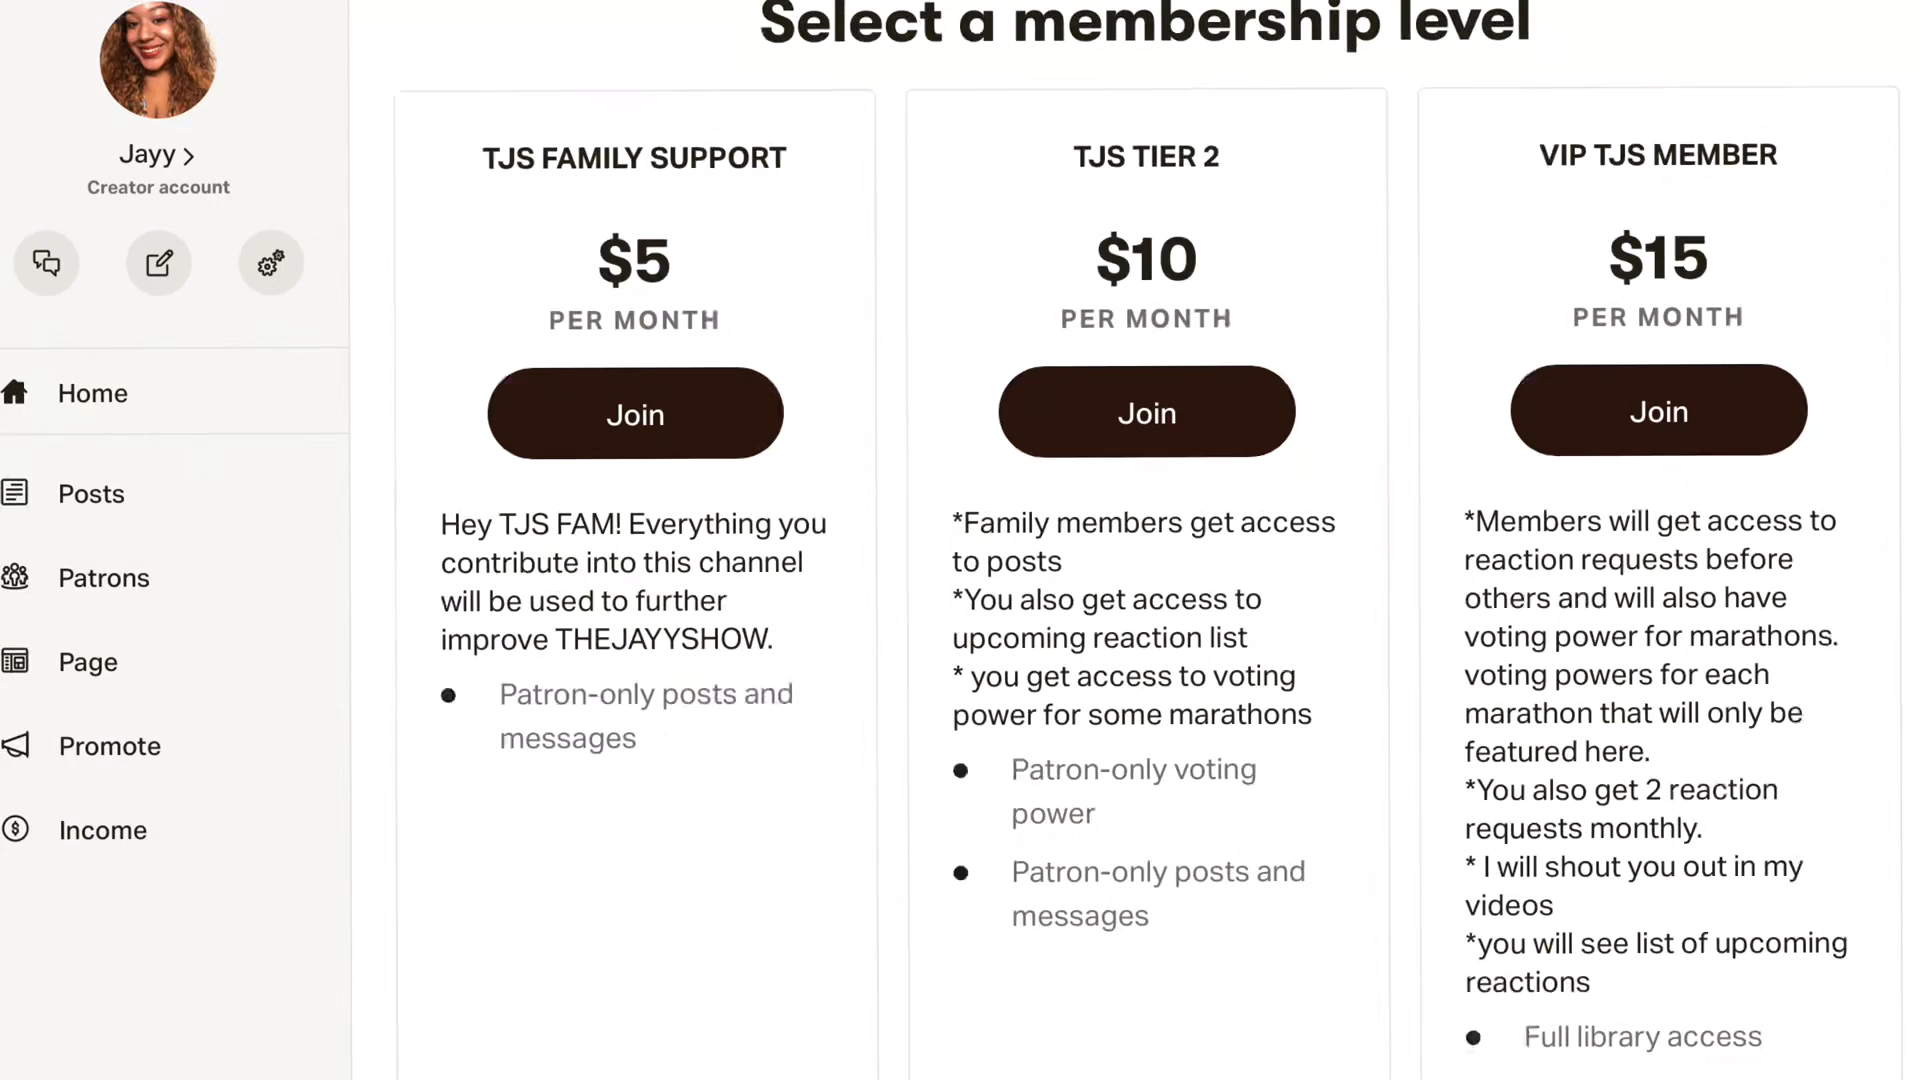 Select a membership level
Jayy >
Creator account
Home
Posts
Patrons
Page
Promote
Income
TJS FAMILY SUPPORT
$5
PER MONTH
Join
Hey TJS FAM! Everything you
contribute into this channel
will be used to further
improve THEJAYYSHOW.
Patron-only posts and
messages
TJS TIER 2
$10
PER MONTH
Join
*Family members get access
to posts
*You also get access to
upcoming reaction list
* you get access to voting
power for some marathons
Patron-only voting
power
Patron-only posts and
messages
VIP TJS MEMBER
$15
PER MONTH
Join
*Members will get access to
reaction requests before
others and will also have
voting power for marathons.
voting powers for each
marathon that will only be
featured here.
*You also get 2 reaction
requests monthly.
* I will shout you out in my
videos
*you will see list of upcoming
reactions
Full library access